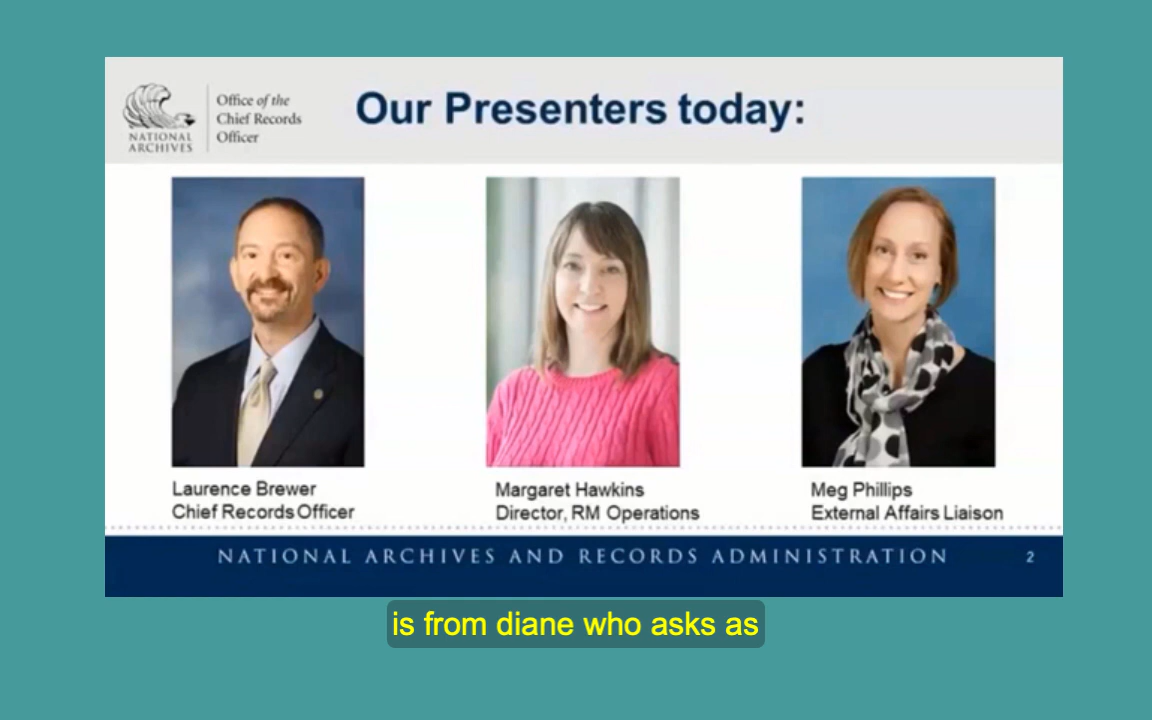 Office of the
Chief Records
Officer
NATIONAL
ARCHIVES
Our Presenters today:
Laurence Brewer
Chief Records Officer
Margaret Hawkins
Director, RM Operations
Meg Phillips
External Affairs Liaison
NATIONAL ARCHIVES AND RECORDS ADMINISTRATION
2
is from diane who asks as